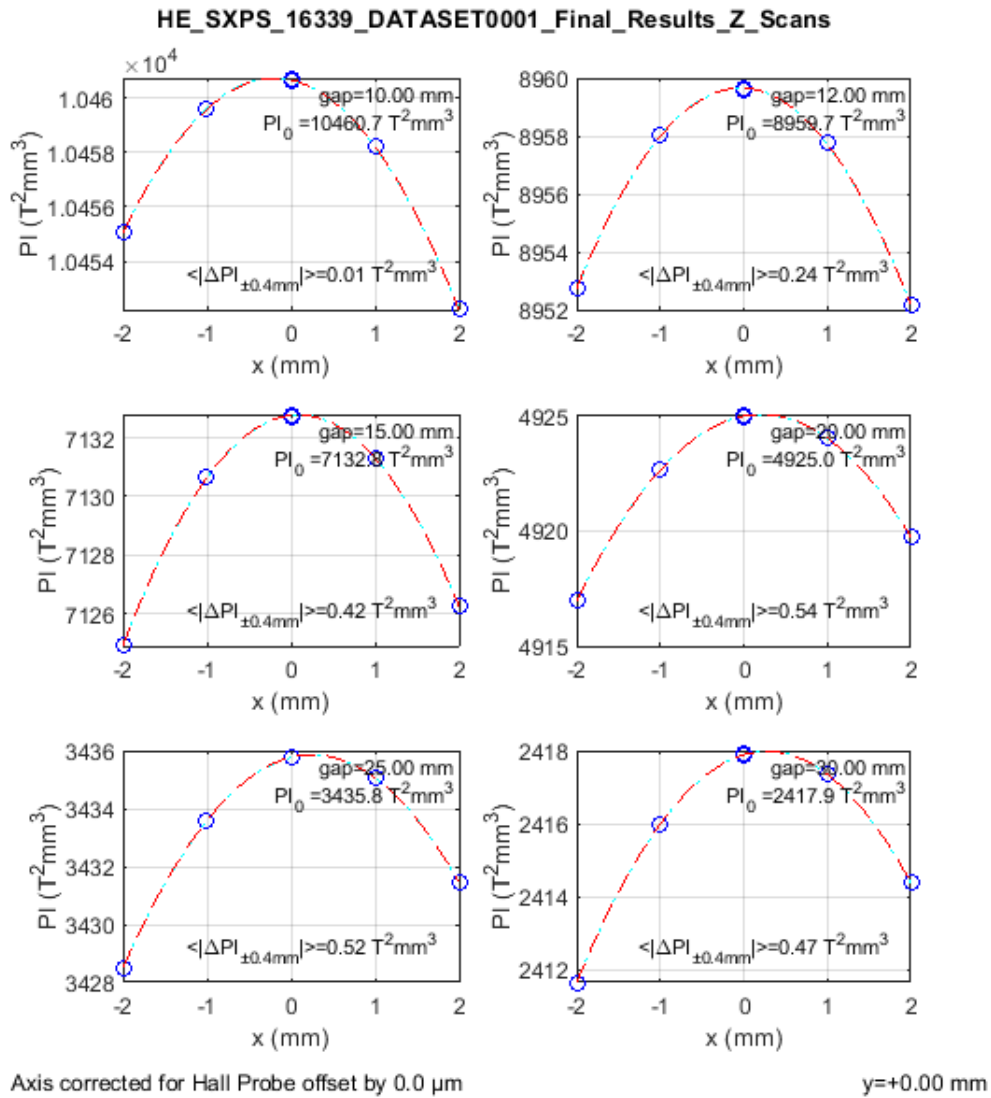 HE_SXPS_16339_DATASET0001_Final_Results_Z_Scans
×10⁴
1.046
1.0458
1.0456
1.0454
PI (T²mm³)
gap=10.00 mm
PI₀ =10460.7 T²mm³
<|ΔPI±0.4mm|>=0.01 T²mm³
-2 -1 0 1 2
x (mm)
8960
8958
8956
8954
8952
PI (T²mm³)
gap=12.00 mm
PI₀ =8959.7 T²mm³
<|ΔPI±0.4mm|>=0.24 T²mm³
-2 -1 0 1 2
x (mm)
7132
7130
7128
7126
PI (T²mm³)
gap=15.00 mm
PI₀ =7132.8 T²mm³
<|ΔPI±0.4mm|>=0.42 T²mm³
-2 -1 0 1 2
x (mm)
4925
4920
4915
PI (T²mm³)
gap=20.00 mm
PI₀ =4925.0 T²mm³
<|ΔPI±0.4mm|>=0.54 T²mm³
-2 -1 0 1 2
x (mm)
3436
3434
3432
3430
3428
PI (T²mm³)
gap=25.00 mm
PI₀ =3435.8 T²mm³
<|ΔPI±0.4mm|>=0.52 T²mm³
-2 -1 0 1 2
x (mm)
2418
2416
2414
2412
PI (T²mm³)
gap=30.00 mm
PI₀ =2417.9 T²mm³
<|ΔPI±0.4mm|>=0.47 T²mm³
-2 -1 0 1 2
x (mm)
Axis corrected for Hall Probe offset by 0.0 µm
y=+0.00 mm